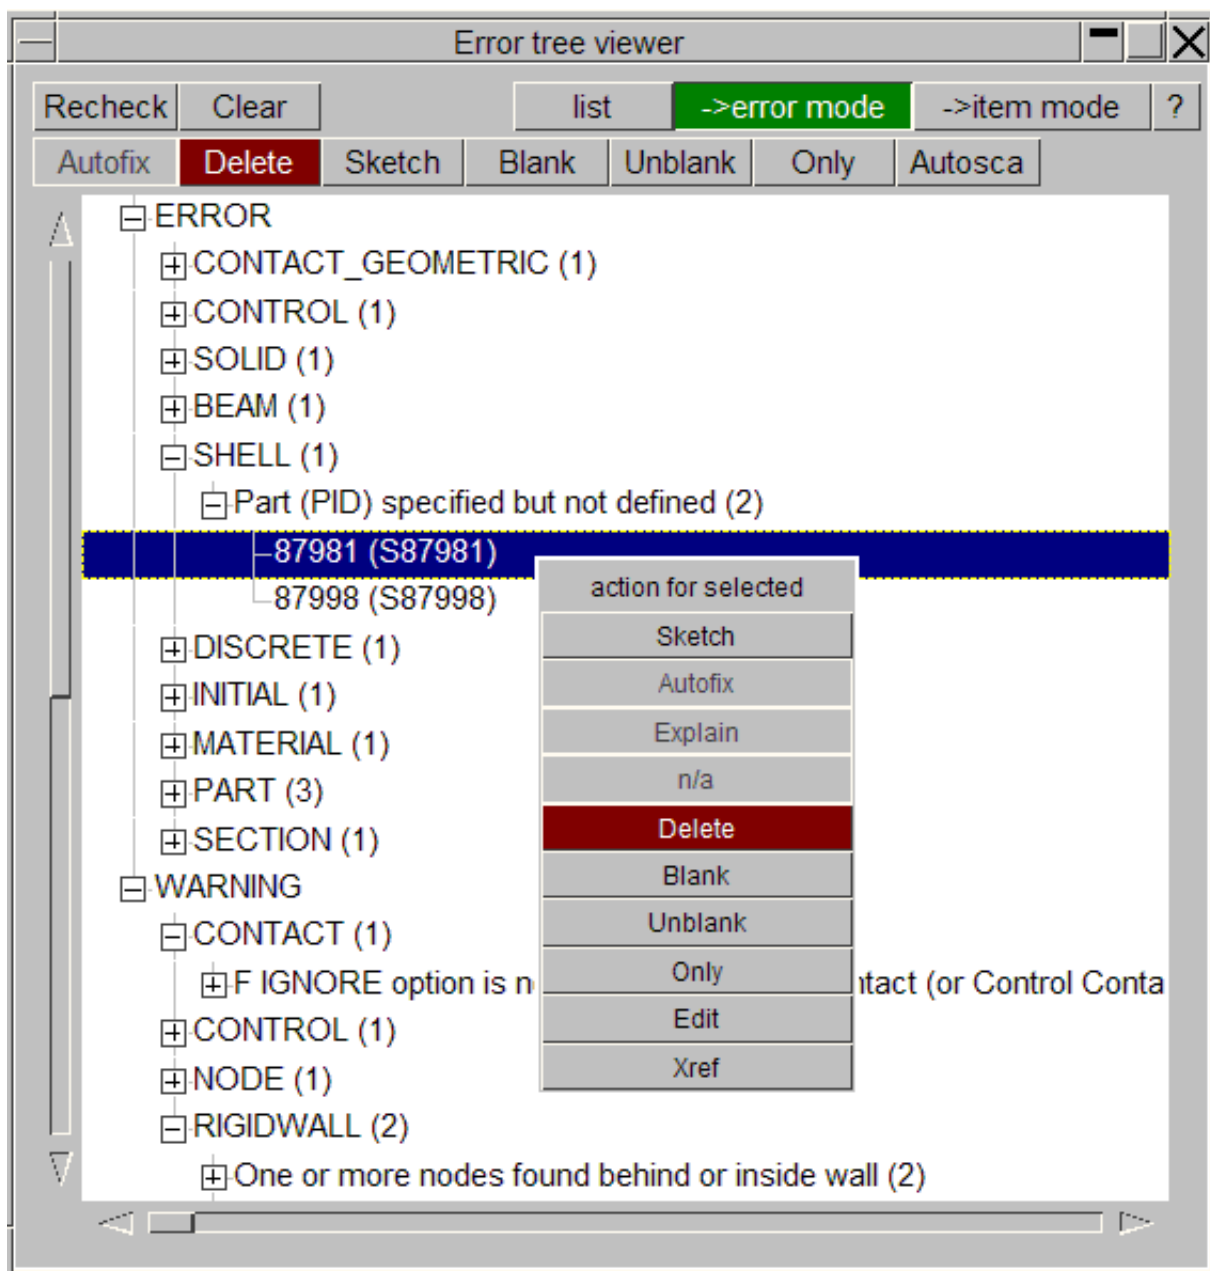 Error tree viewer
Recheck Clear list ->error mode ->item mode ?
Autofix Delete Sketch Blank Unblank Only Autosca
ERROR
CONTACT_GEOMETRIC (1)
CONTROL (1)
SOLID (1)
BEAM (1)
SHELL (1)
Part (PID) specified but not defined (2)
87981 (S87981)
87998 (S87998)
DISCRETE (1)
INITIAL (1)
MATERIAL (1)
PART (3)
SECTION (1)
WARNING
CONTACT (1)
F IGNORE option is n ntact (or Control Conta
CONTROL (1)
NODE (1)
RIGIDWALL (2)
One or more nodes found behind or inside wall (2)
action for selected
Sketch
Autofix
Explain
n/a
Delete
Blank
Unblank
Only
Edit
Xref